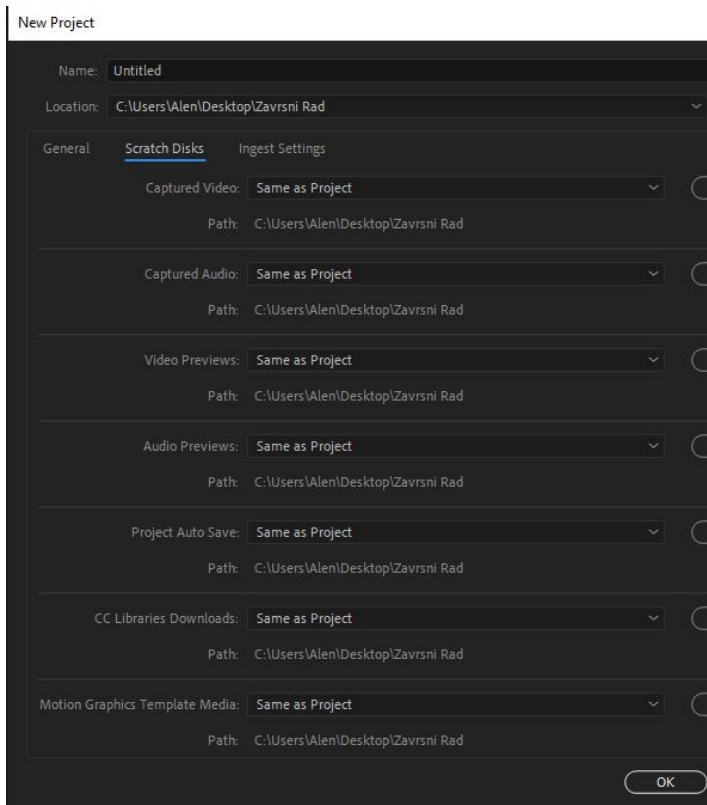 New Project
Name: Untitled
Location: C:\Users\Alen\Desktop\Zavrsni Rad
General Scratch Disks Ingest Settings
Captured Video: Same as Project
Path: C:\Users\Alen\Desktop\Zavrsni Rad
Captured Audio: Same as Project
Path: C:\Users\Alen\Desktop\Zavrsni Rad
Video Previews: Same as Project
Path: C:\Users\Alen\Desktop\Zavrsni Rad
Audio Previews: Same as Project
Path: C:\Users\Alen\Desktop\Zavrsni Rad
Project Auto Save: Same as Project
Path: C:\Users\Alen\Desktop\Zavrsni Rad
CC Libraries Downloads: Same as Project
Path: C:\Users\Alen\Desktop\Zavrsni Rad
Motion Graphics Template Media: Same as Project
Path: C:\Users\Alen\Desktop\Zavrsni Rad
OK